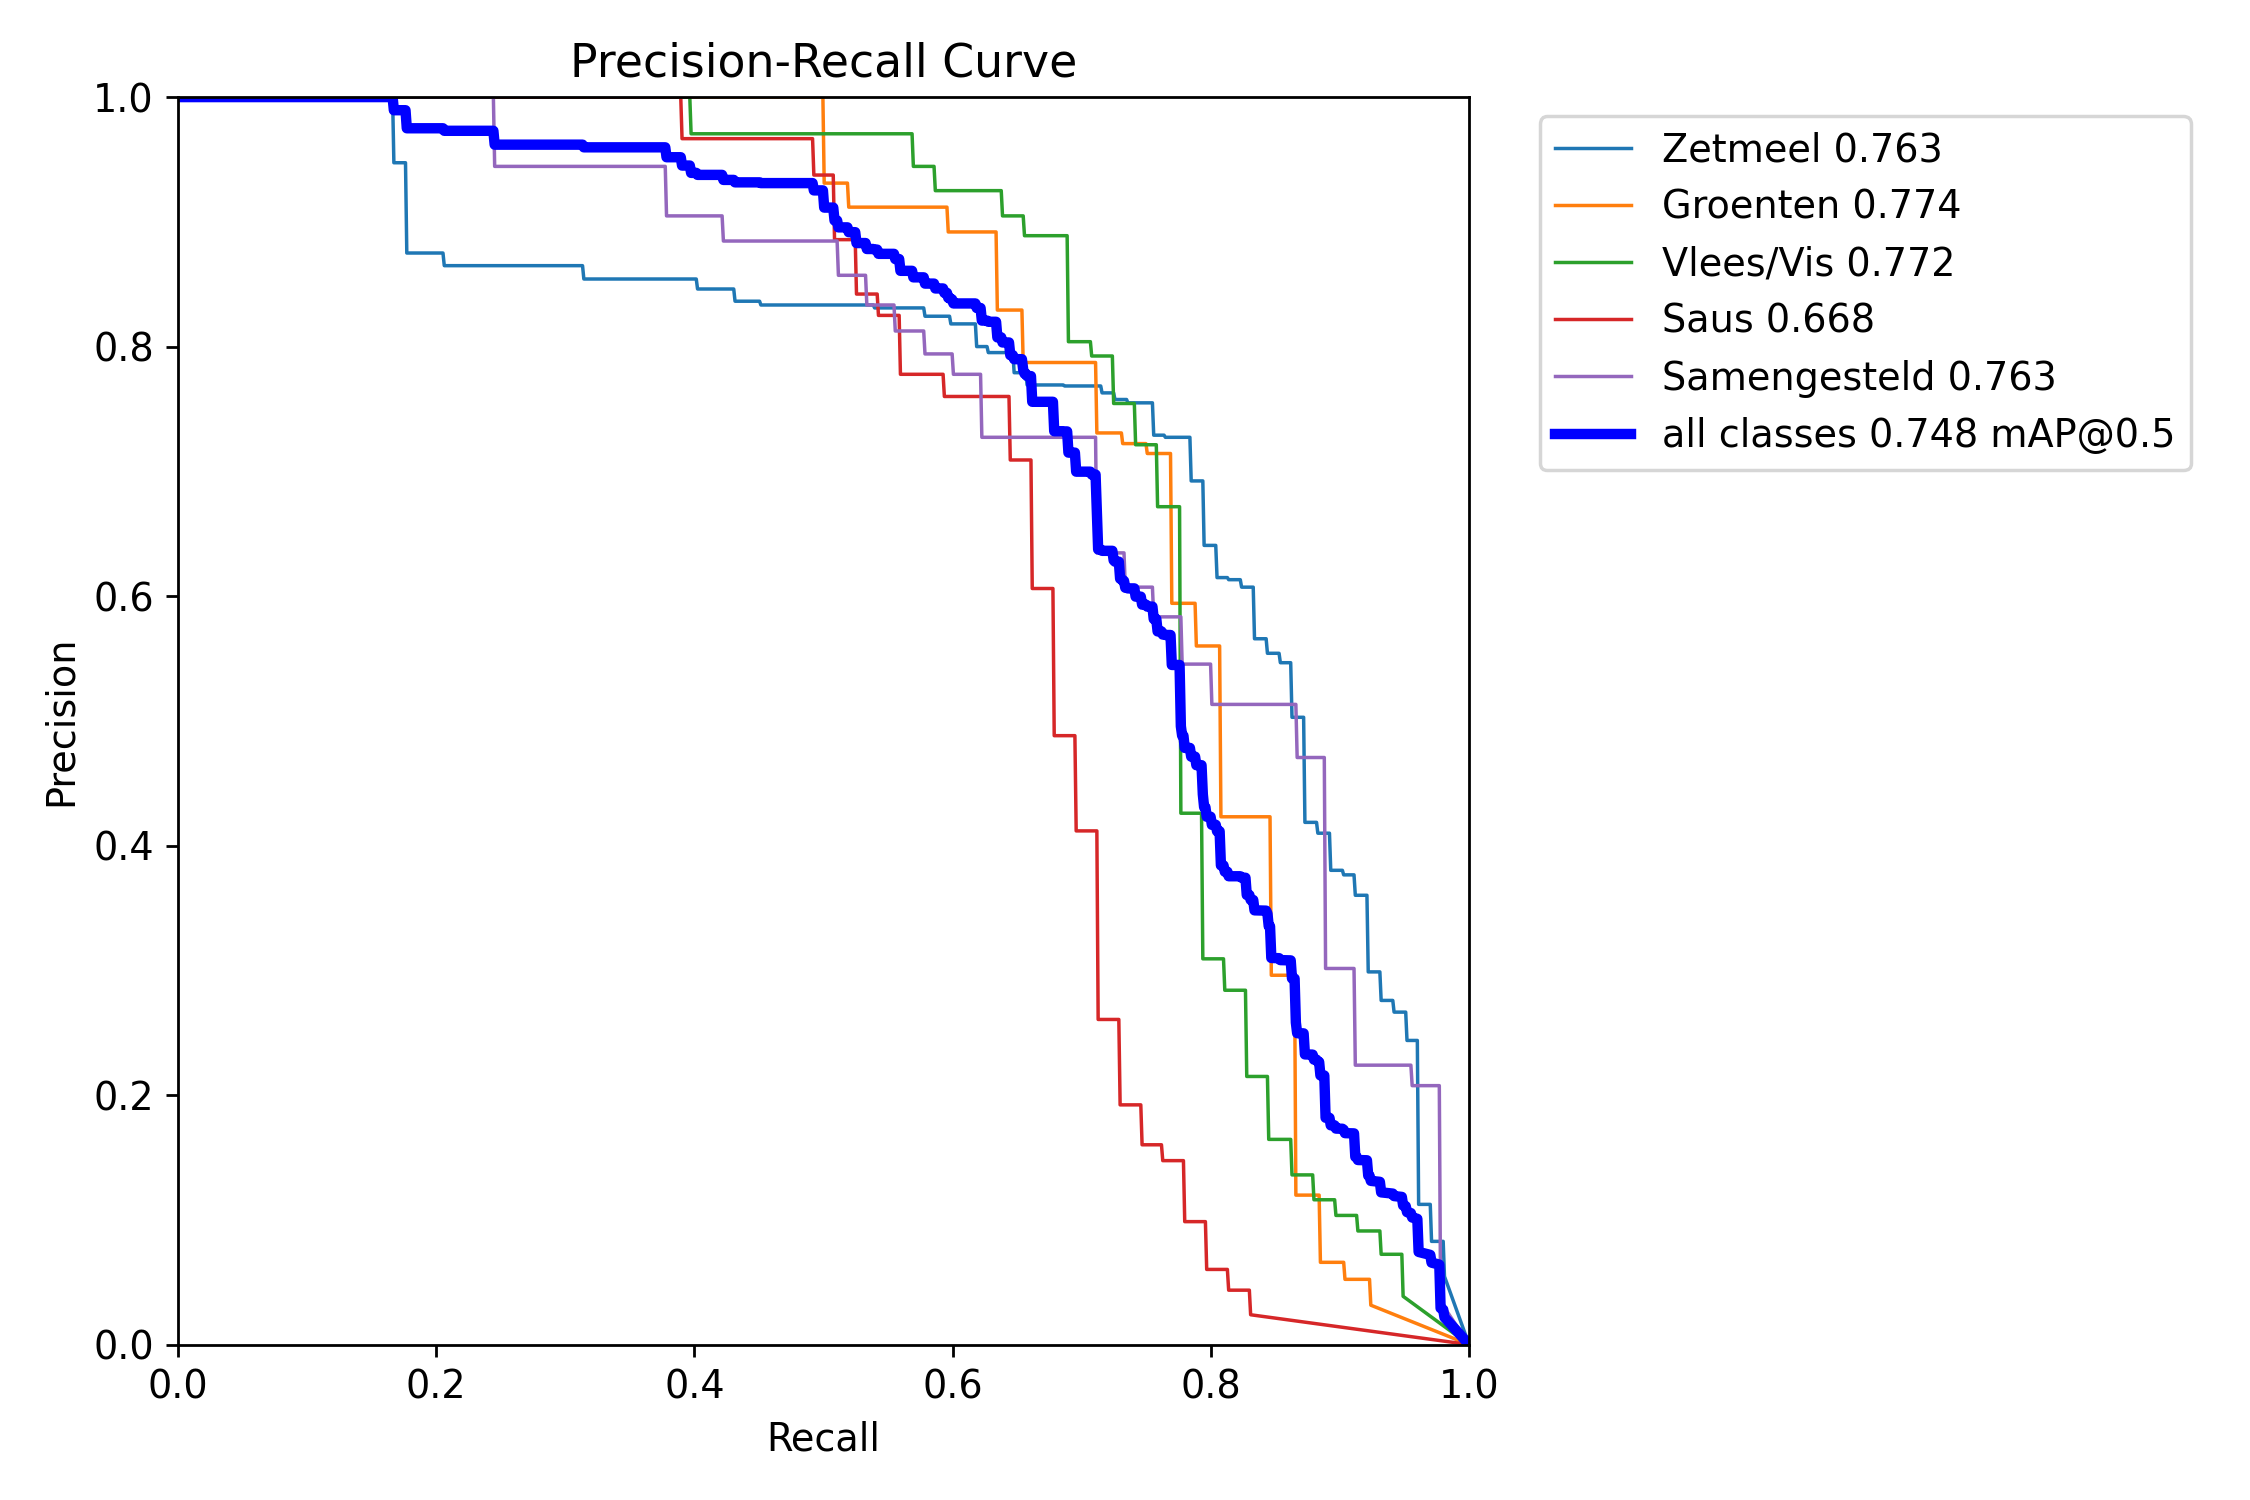 Precision-Recall Curve
1.0
0.8
0.6
0.4
0.2
0.0
Precision
0.0 0.2 0.4 0.6 0.8 1.0
Recall
Zetmeel 0.763
Groenten 0.774
Vlees/Vis 0.772
Saus 0.668
Samengesteld 0.763
all classes 0.748 mAP@0.5